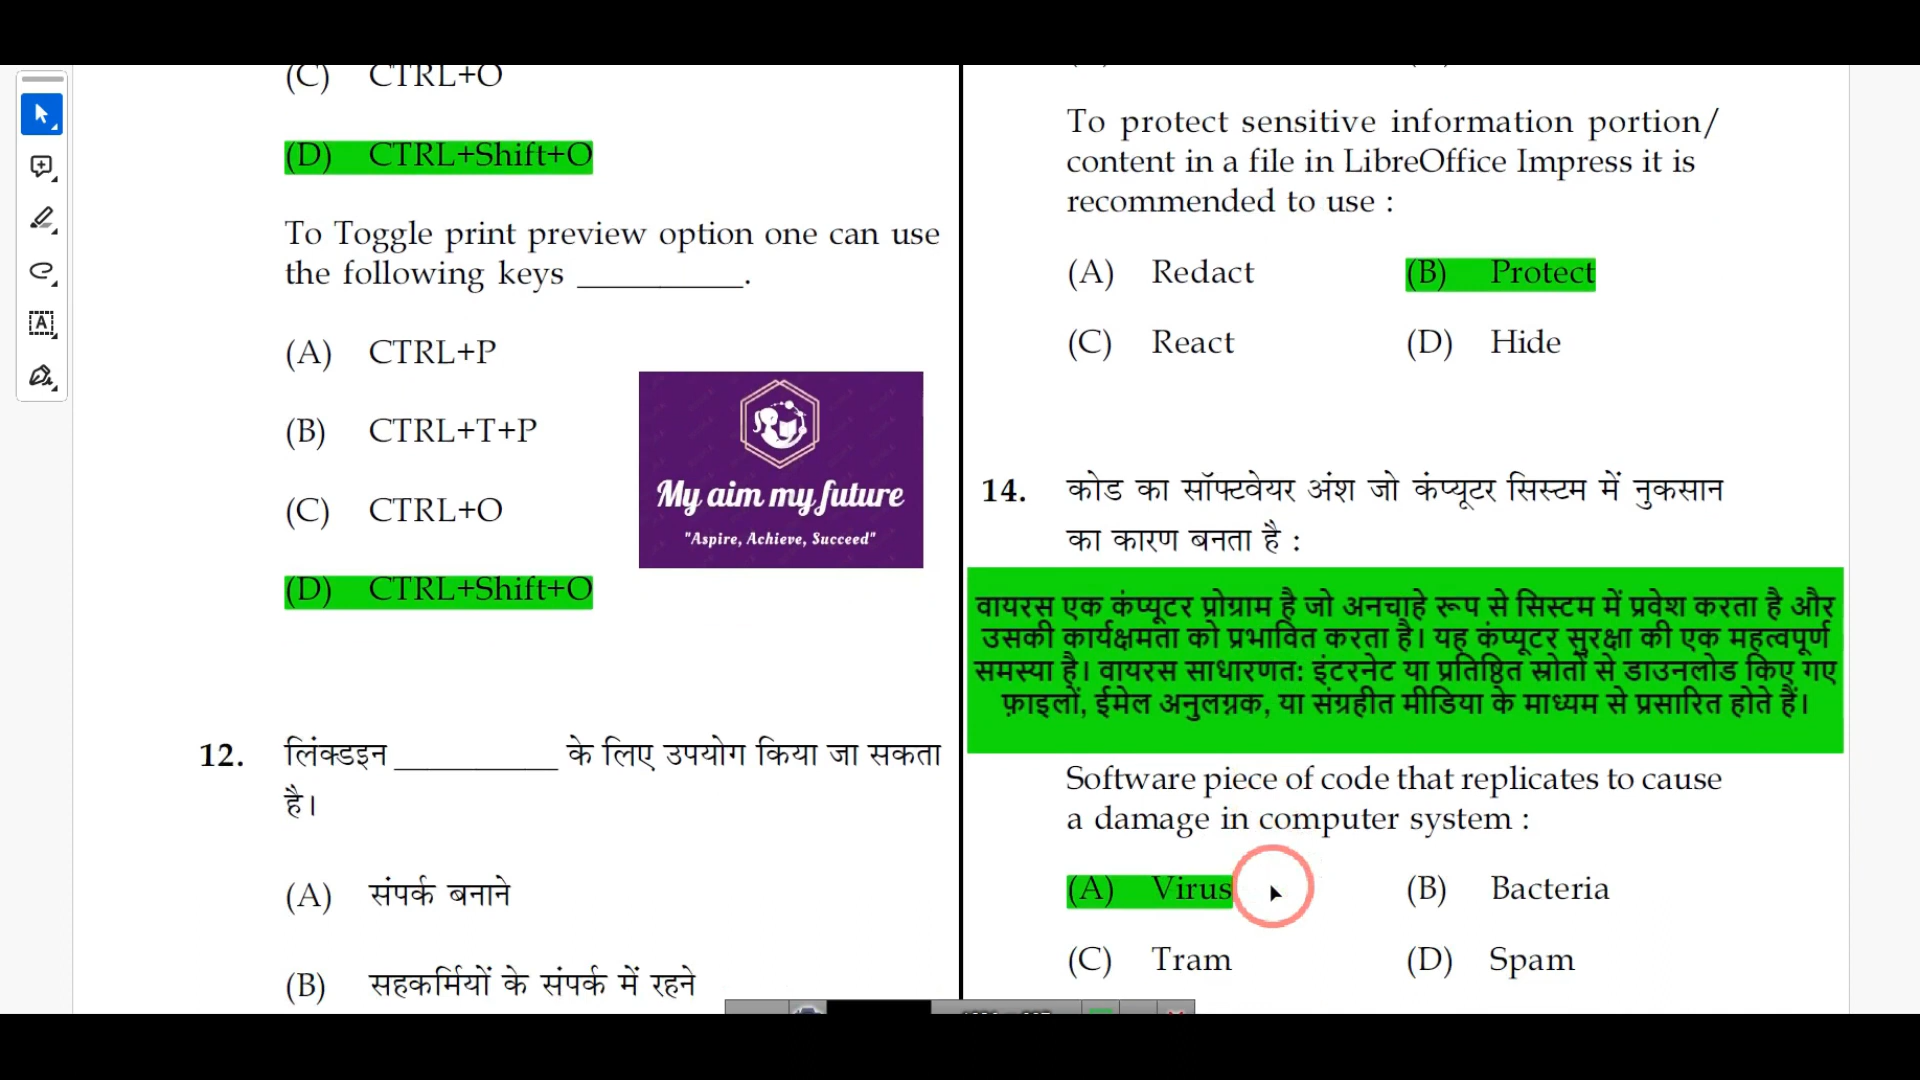 (C) CTRL+O
(D) CTRL+Shift+O
To Toggle print preview option one can use
the following keys __________.
(A) CTRL+P
(B) CTRL+T+P
(C) CTRL+O
(D) CTRL+Shift+O
My aim my future
"Aspire, Achieve, Succeed"
12. लिंक्डइन __________ के लिए उपयोग किया जा सकता
है।
(A) संपर्क बनाने
(B) सहकर्मियों के संपर्क में रहने
To protect sensitive information portion/
content in a file in LibreOffice Impress it is
recommended to use :
(A) Redact (B) Protect
(C) React (D) Hide
14. कोड का सॉफ्टवेयर अंश जो कंप्यूटर सिस्टम में नुकसान
का कारण बनता है :
वायरस एक कंप्यूटर प्रोग्राम है जो अनचाहे रूप से सिस्टम में प्रवेश करता है और
उसकी कार्यक्षमता को प्रभावित करता है। यह कंप्यूटर सुरक्षा की एक महत्वपूर्ण
समस्या है। वायरस साधारणत: इंटरनेट या प्रतिष्ठित स्रोतों से डाउनलोड किए गए
फ़ाइलों, ईमेल अनुलग्नक, या संग्रहीत मीडिया के माध्यम से प्रसारित होते हैं।
Software piece of code that replicates to cause
a damage in computer system :
(A) Virus (B) Bacteria
(C) Tram (D) Spam